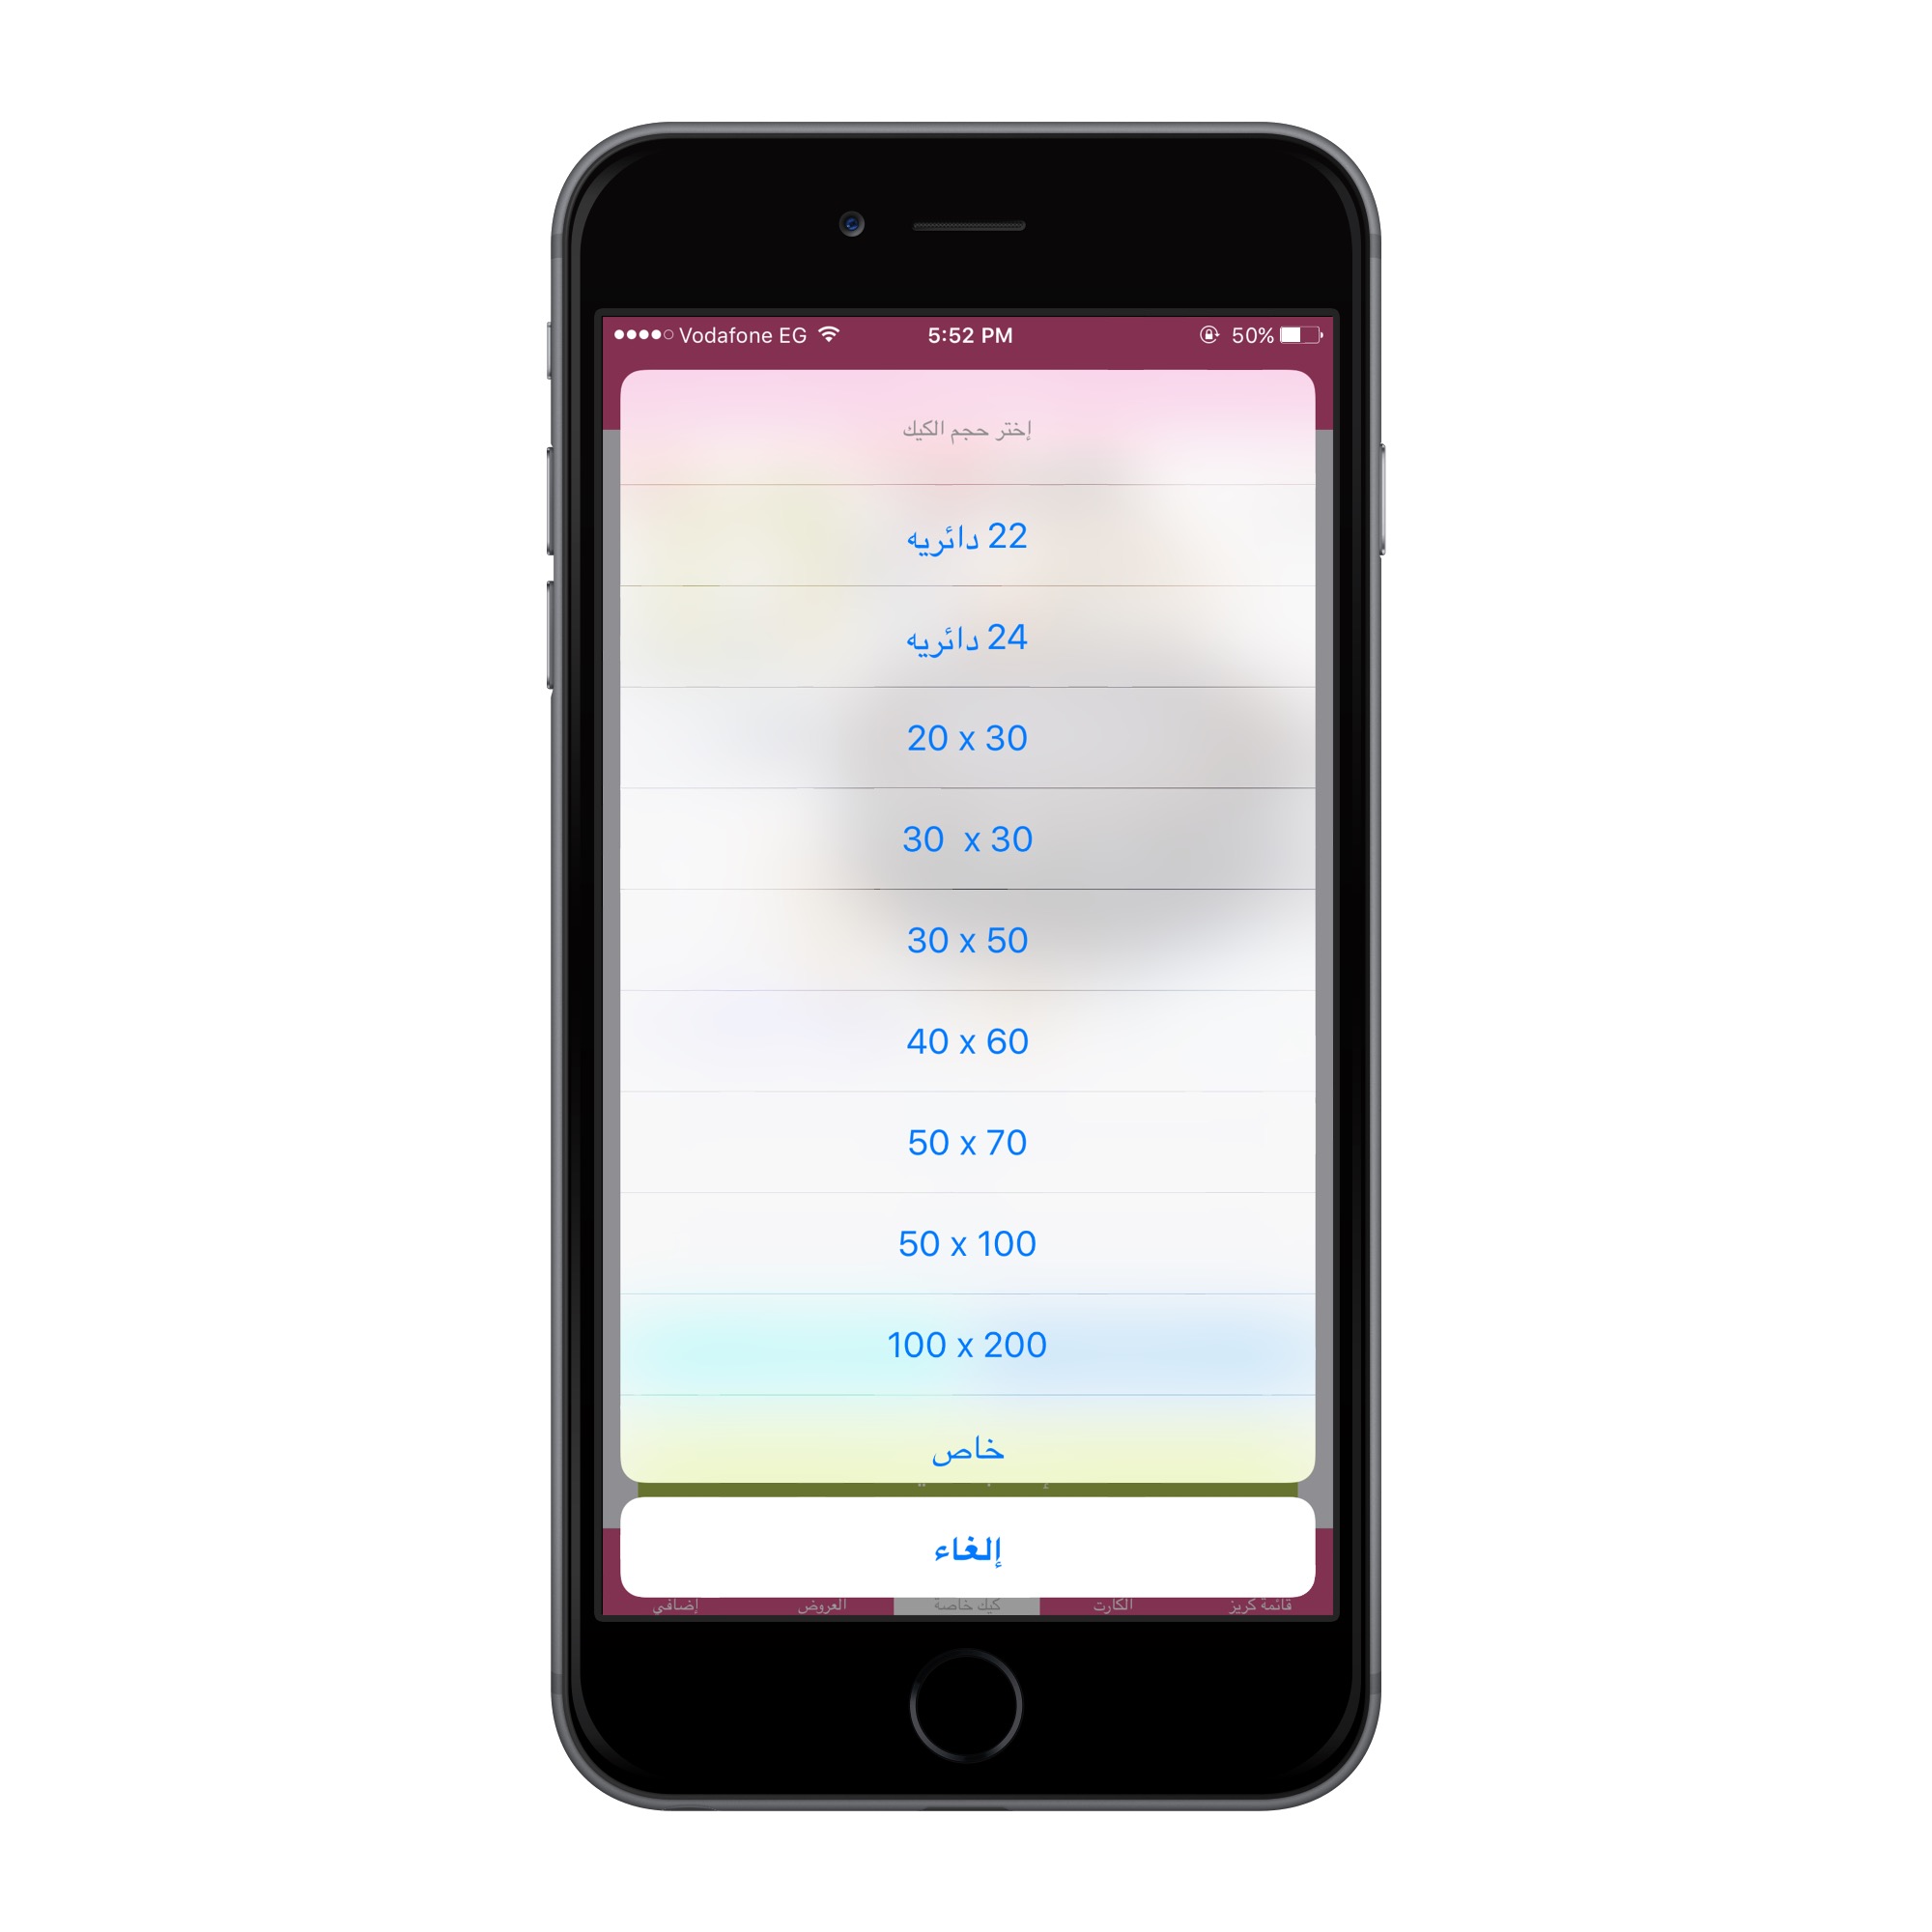 Vodafone EG 5:52 PM 50%
إختر حجم الكيك
22 دائريه
24 دائريه
20 x 30
30  x 30
30 x 50
40 x 60
50 x 70
50 x 100
100 x 200
خاص
إلغاء
قائمة كريز الكارت كيك خاصة العروض إضافي